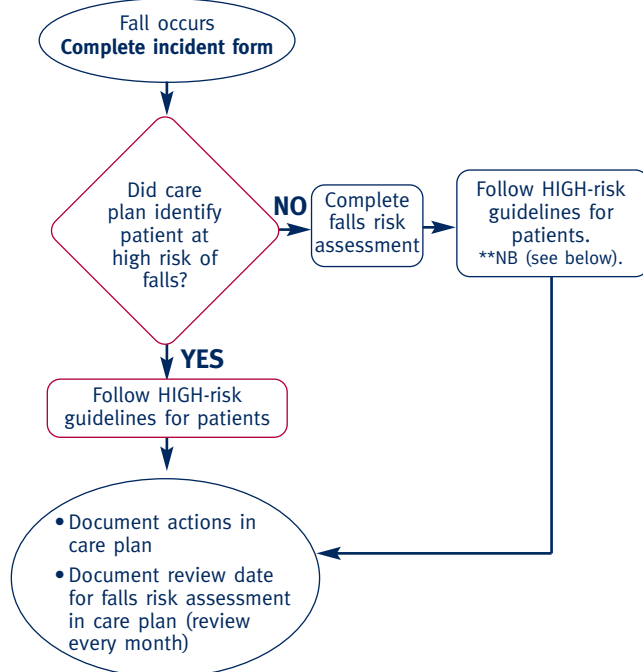 Fall occurs
Complete incident form
Did care
plan identify
patient at
high risk of
falls?
NO
Complete
falls risk
assessment
Follow HIGH-risk
guidelines for
patients.
**NB (see below).
YES
Follow HIGH-risk
guidelines for patients
• Document actions in
care plan
• Document review date
for falls risk assessment
in care plan (review
every month)